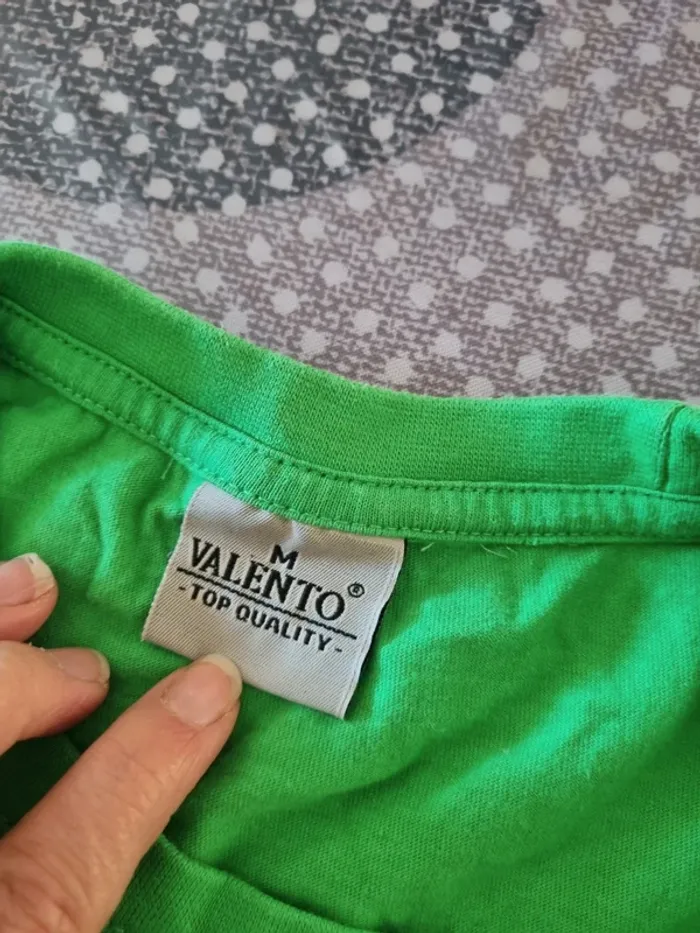 M
VALENTO®
-TOP QUALITY-